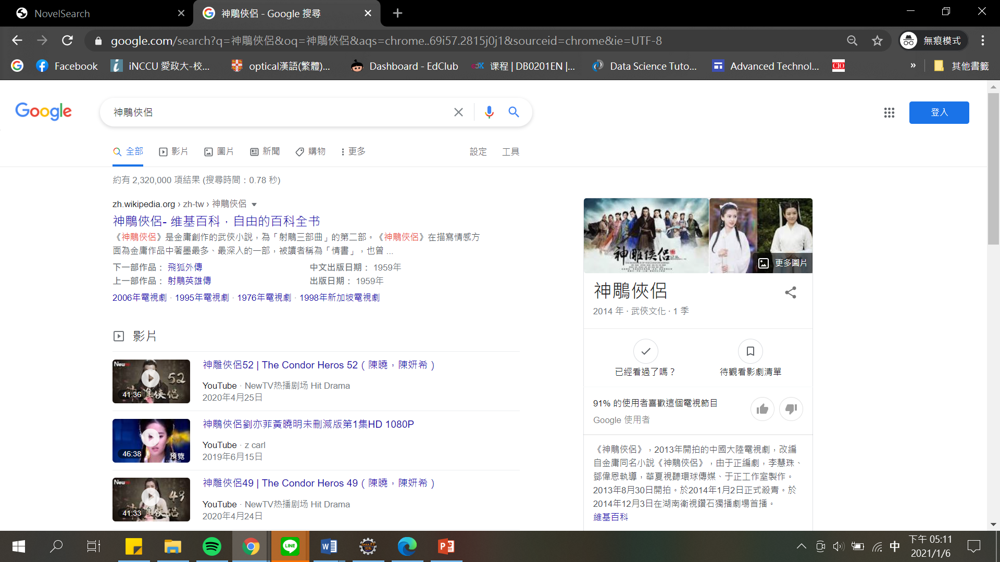 NovelSearch
神鵰俠侶 - Google 搜尋
google.com/search?q=神鵰俠侶&oq=神鵰俠侶&aqs=chrome..69i57.2815j0j1&sourceid=chrome&ie=UTF-8
無痕模式
Facebook
iNCCU 愛政大-校...
optical漢語(繁體)...
Dashboard - EdClub
课程 | DB0201EN |...
Data Science Tuto...
Advanced Technol...
CIO
»
其他書籤
Google
神鵰俠侶
登入
全部
影片
圖片
新聞
購物
更多
設定
工具
約有 2,320,000 項結果 (搜尋時間：0.78 秒)
zh.wikipedia.org › zh-tw › 神鵰俠侶
神鵰俠侶- 維基百科，自由的百科全书
《神鵰俠侶》是金庸創作的武俠小說，為「射鵰三部曲」的第二部。《神鵰俠侶》在描寫情感方
面為金庸作品中著墨最多、最深入的一部，被讀者稱為「情書」，也曾 ...
下一部作品： 飛狐外傳
中文出版日期： 1959年
上一部作品： 射鵰英雄傳
出版日期： 1959年
2006年電視劇 · 1995年電視劇 · 1976年電視劇 · 1998年新加坡電視劇
影片
52
41:36
神雕俠侶52 | The Condor Heros 52（陳曉，陳妍希）
YouTube · NewTV热播剧场 Hit Drama
2020年4月25日
46:38
預覽
神鵰俠侶劉亦菲黃曉明未刪減版第1集HD 1080P
YouTube · z carl
2019年6月15日
49
41:33
神雕俠侶49 | The Condor Heros 49（陳曉，陳妍希）
YouTube · NewTV热播剧场 Hit Drama
2020年4月24日
神雕侠侣
更多圖片
神鵰俠侶
2014 年 · 武俠文化 · 1 季
已經看過了嗎？
待觀看影劇清單
91% 的使用者喜歡這個電視節目
Google 使用者
《神鵰俠侶》，2013年開拍的中國大陸電視劇，改編
自金庸同名小說《神鵰俠侶》，由于正編劇，李慧珠、
鄧偉恩執導，華夏視聽環球傳媒、于正工作室製作。
2013年8月30日開拍。於2014年1月2日正式殺青。於
2014年12月3日在湖南衛視鑽石獨播劇場首播。
維基百科
LINE
中
下午 05:11
2021/1/6